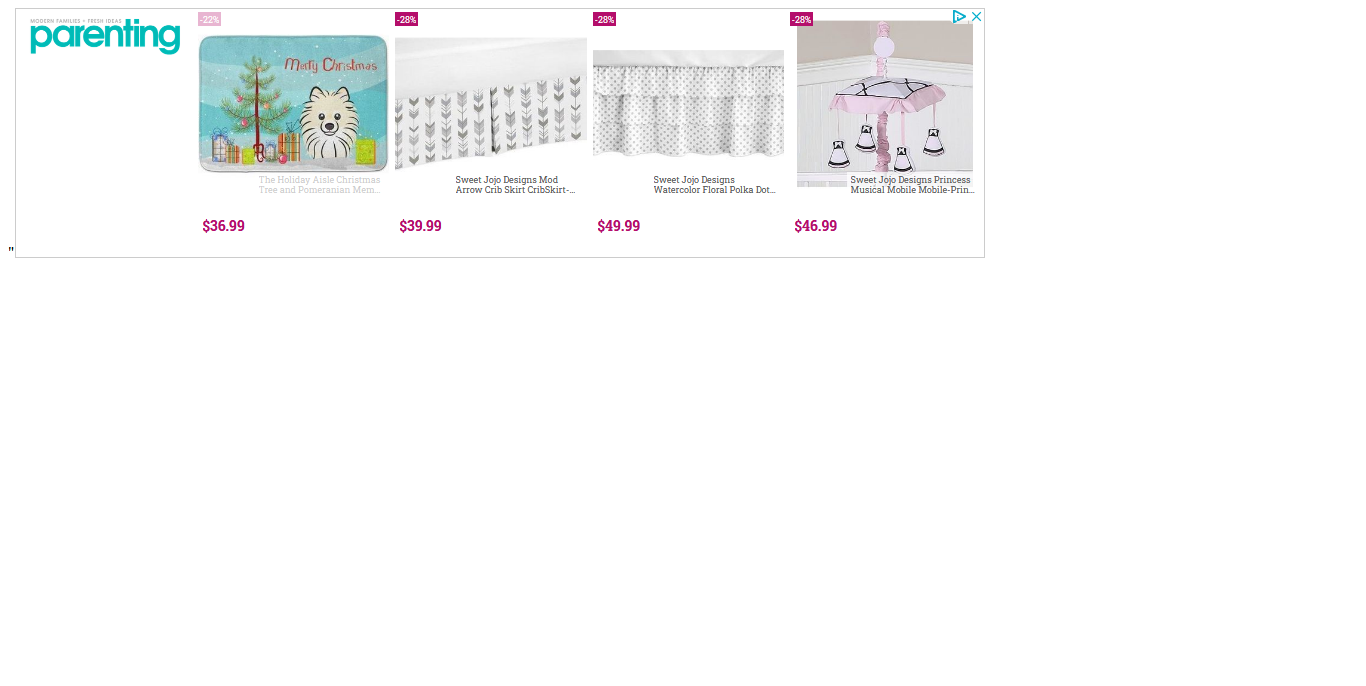 MODERN FAMILIES + FRESH IDEAS
parenting
-22%
Merry Christmas
The Holiday Aisle Christmas
Tree and Pomeranian Mem...
$36.99
-28%
Sweet Jojo Designs Mod
Arrow Crib Skirt CribSkirt-...
$39.99
-28%
Sweet Jojo Designs
Watercolor Floral Polka Dot...
$49.99
-28%
Sweet Jojo Designs Princess
Musical Mobile Mobile-Prin...
$46.99
"